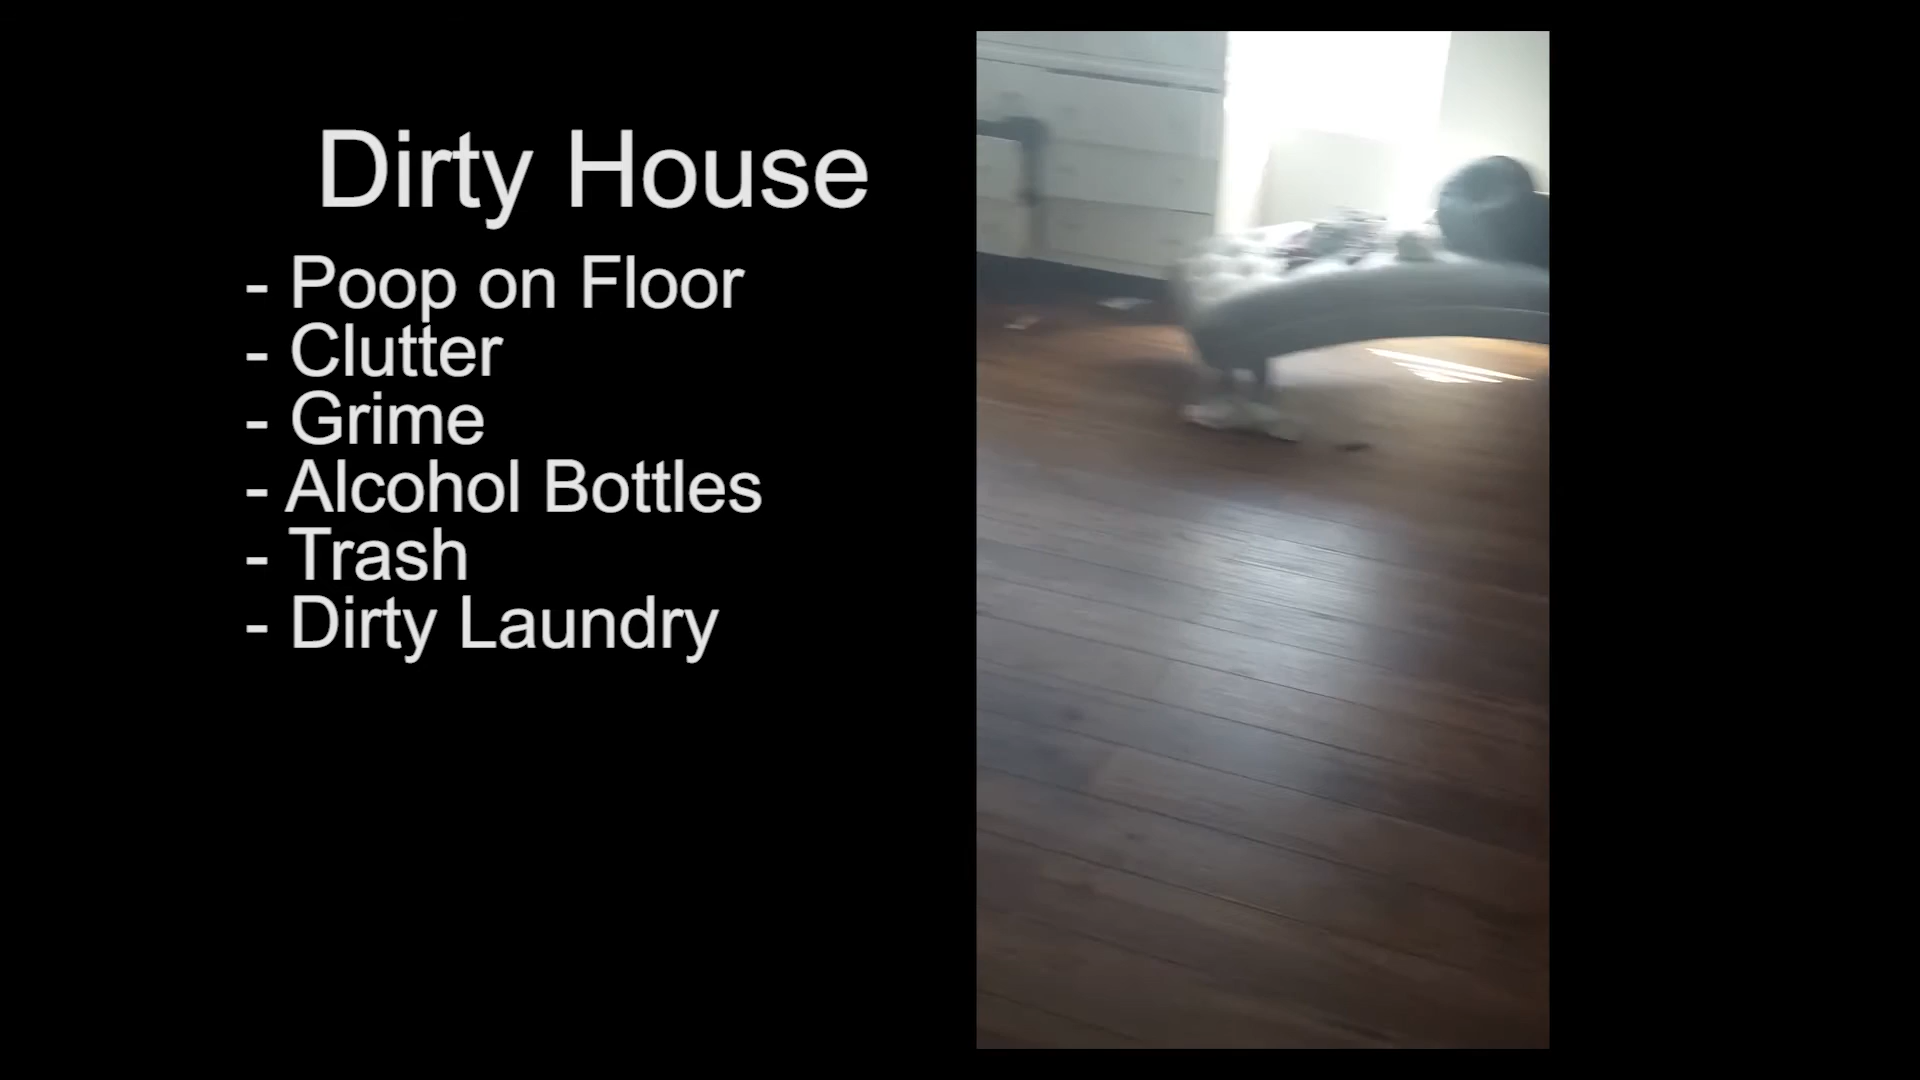 Dirty House
- Poop on Floor
- Clutter
- Grime
- Alcohol Bottles
- Trash
- Dirty Laundry